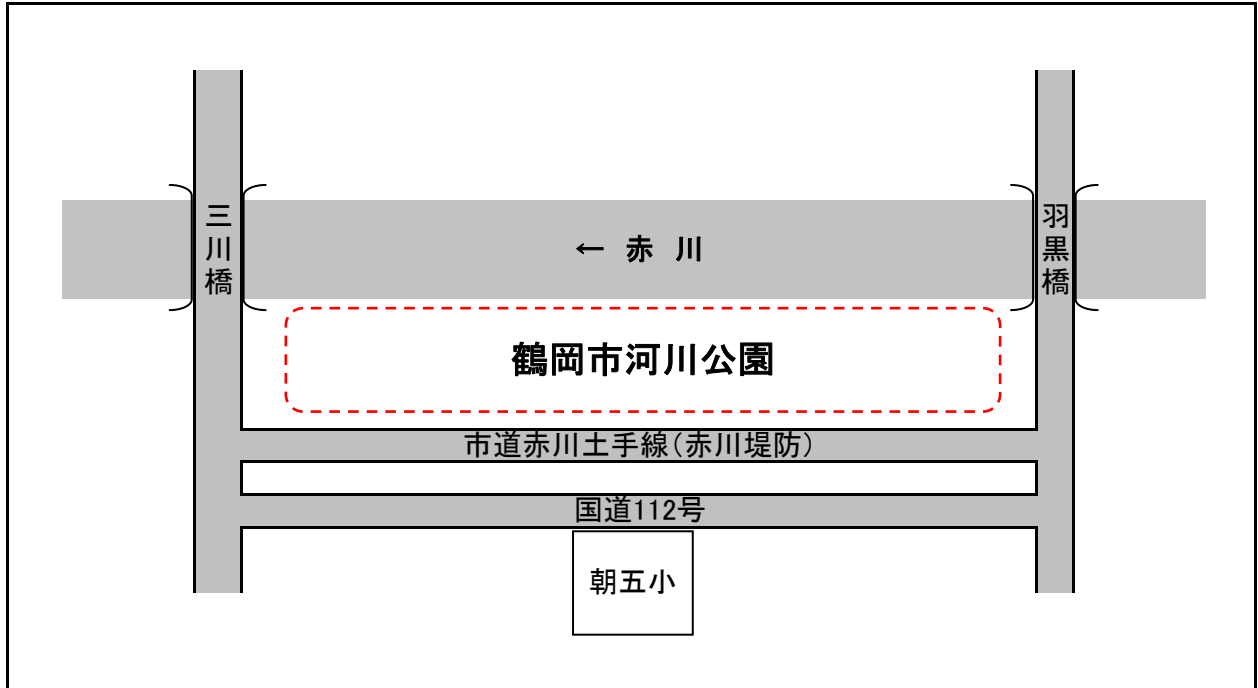 三川橋
← 赤 川
羽黒橋
鶴岡市河川公園
市道赤川土手線（赤川堤防）
国道112号
朝五小